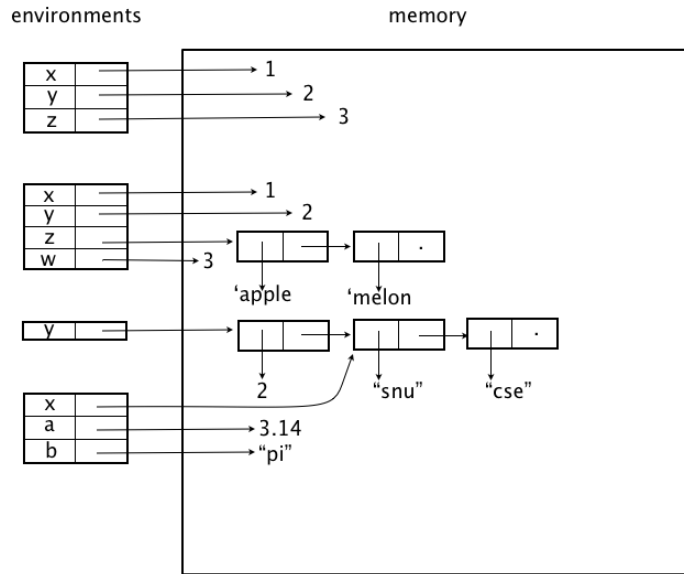 environments memory
x 1
y 2
z 3
x 1
y 2
z
w 3
‘apple ‘melon
y
2 “snu” “cse”
x
a 3.14
b “pi”